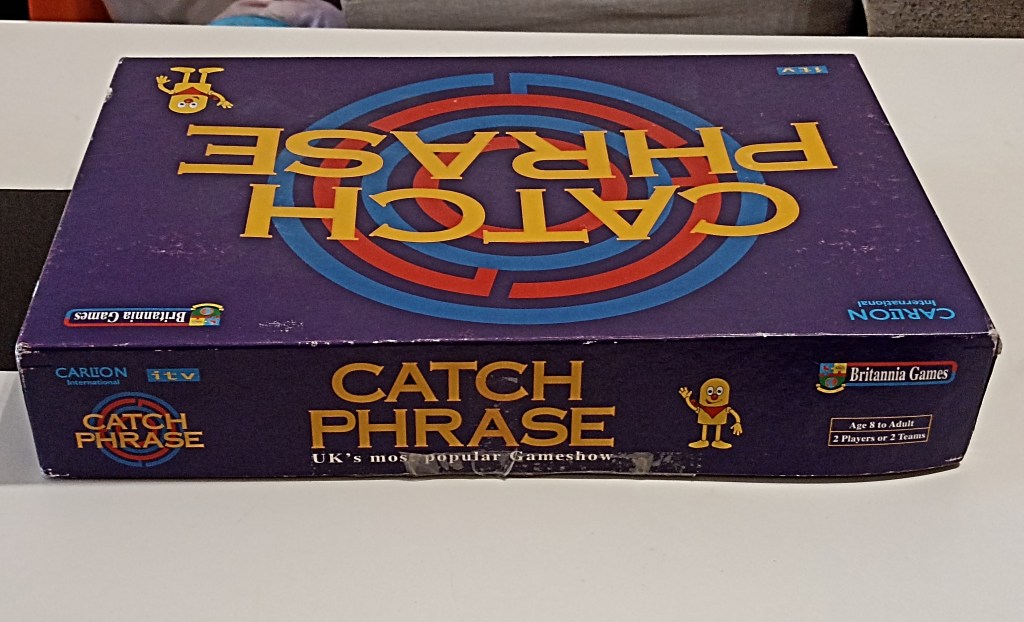 itv
CATCH
PHRASE
Britannia Games
CARLTON
International
CARLTON
International
itv
CATCH
PHRASE
CATCH
PHRASE
UK's most popular Gameshow
Britannia Games
Age 8 to Adult
2 Players or 2 Teams